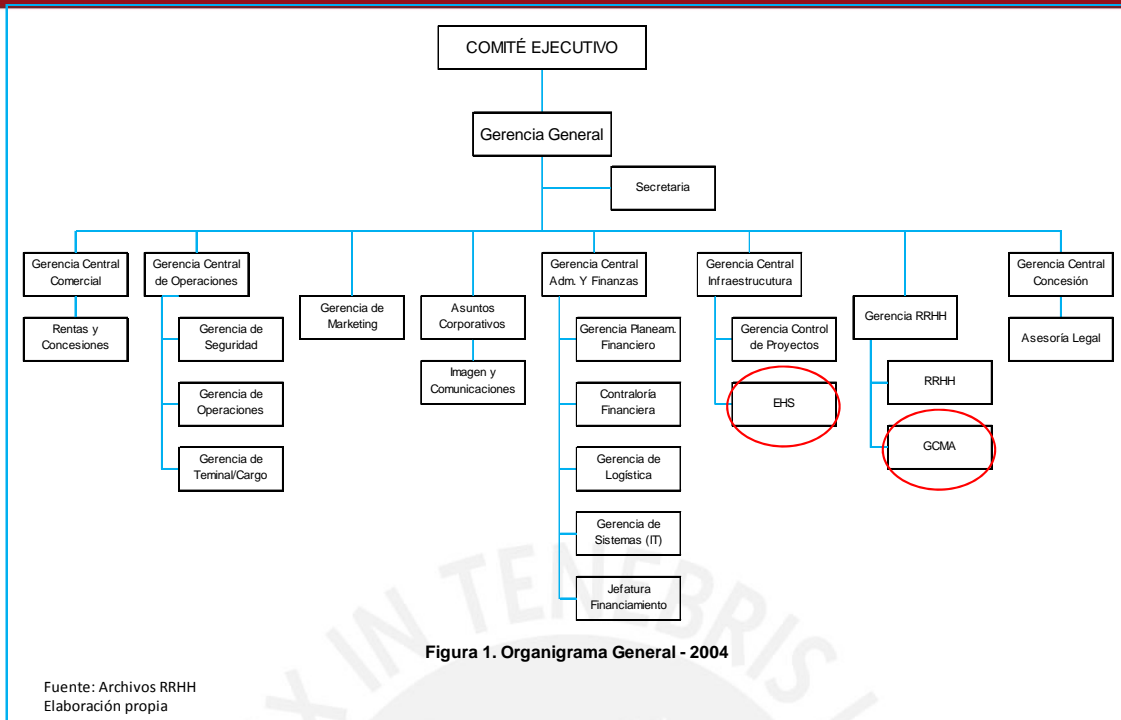 COMITÉ EJECUTIVO
Gerencia General
Secretaria
Gerencia Central
Comercial
Rentas y
Concesiones
Gerencia Central
de Operaciones
Gerencia de
Seguridad
Gerencia de
Operaciones
Gerencia de
Teminal/Cargo
Gerencia de
Marketing
Asuntos
Corporativos
Imagen y
Comunicaciones
Gerencia Central
Adm. Y Finanzas
Gerencia Planeam.
Financiero
Contraloría
Financiera
Gerencia de
Logística
Gerencia de
Sistemas (IT)
Jefatura
Financiamiento
Gerencia Central
Infraestrucutura
Gerencia Control
de Proyectos
EHS
Gerencia RRHH
RRHH
GCMA
Gerencia Central
Concesión
Asesoría Legal
Figura 1. Organigrama General - 2004
Fuente: Archivos RRHH
Elaboración propia
X IN TENEBRIS L